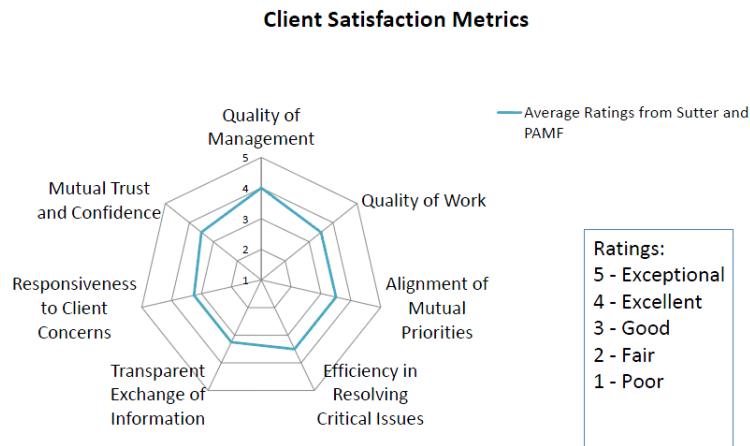 Client Satisfaction Metrics
Quality of
Management
Average Ratings from Sutter and
PAMF
5
4
3
2
1
Mutual Trust
and Confidence
Quality of Work
Responsiveness
to Client
Concerns
Alignment of
Mutual
Priorities
Transparent
Exchange of
Information
Efficiency in
Resolving
Critical Issues
Ratings:
5 - Exceptional
4 - Excellent
3 - Good
2 - Fair
1 - Poor